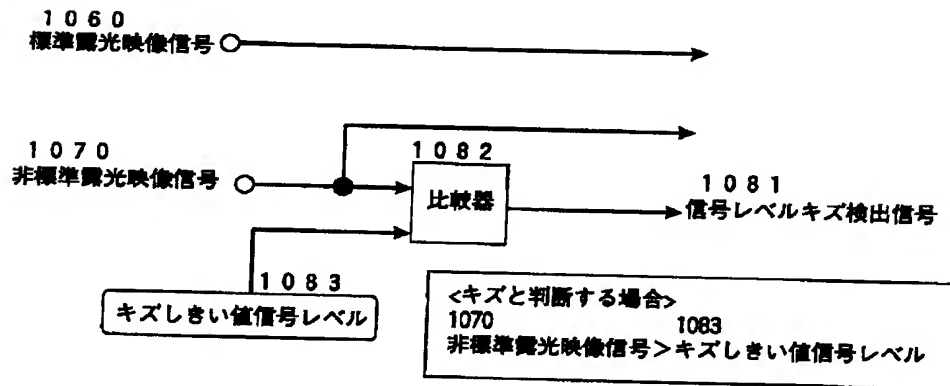 1060
標準露光映像信号
1070
非標準露光映像信号
1082
比較器
1081
信号レベルキズ検出信号
1083
キズしきい値信号レベル
<キズと判断する場合>
1070 1083
非標準露光映像信号＞キズしきい値信号レベル